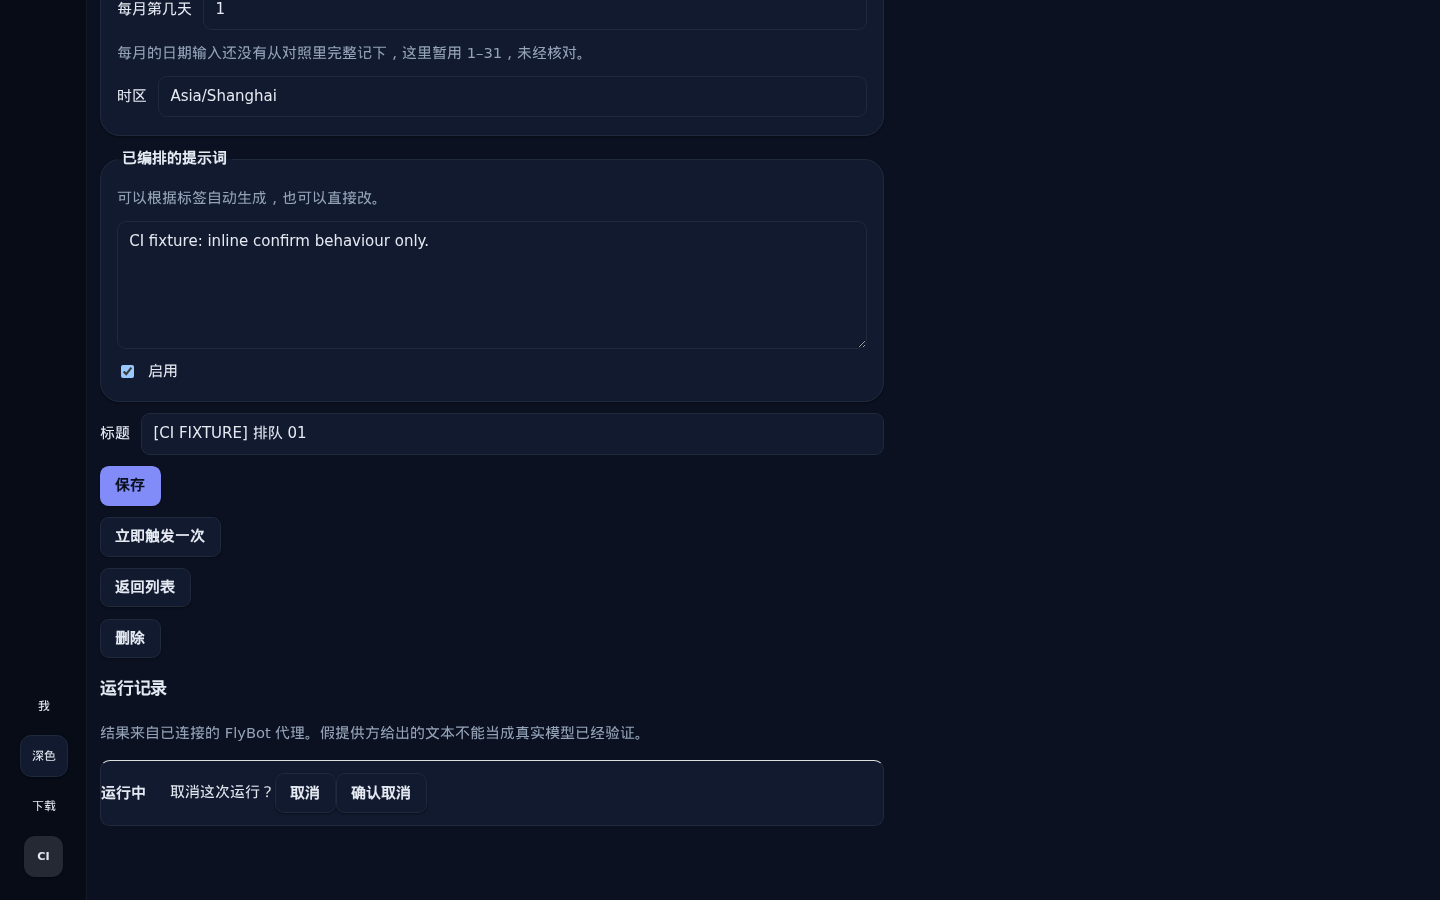 每月第几天 1
每月的日期输入还没有从对照里完整记下，这里暂用 1–31，未经核对。
时区 Asia/Shanghai
已编排的提示词
可以根据标签自动生成，也可以直接改。
CI fixture: inline confirm behaviour only.
启用
标题 [CI FIXTURE] 排队 01
保存
立即触发一次
返回列表
删除
运行记录
结果来自已连接的 FlyBot 代理。假提供方给出的文本不能当成真实模型已经验证。
运行中 取消这次运行？ 取消 确认取消
我
深色
下载
CI